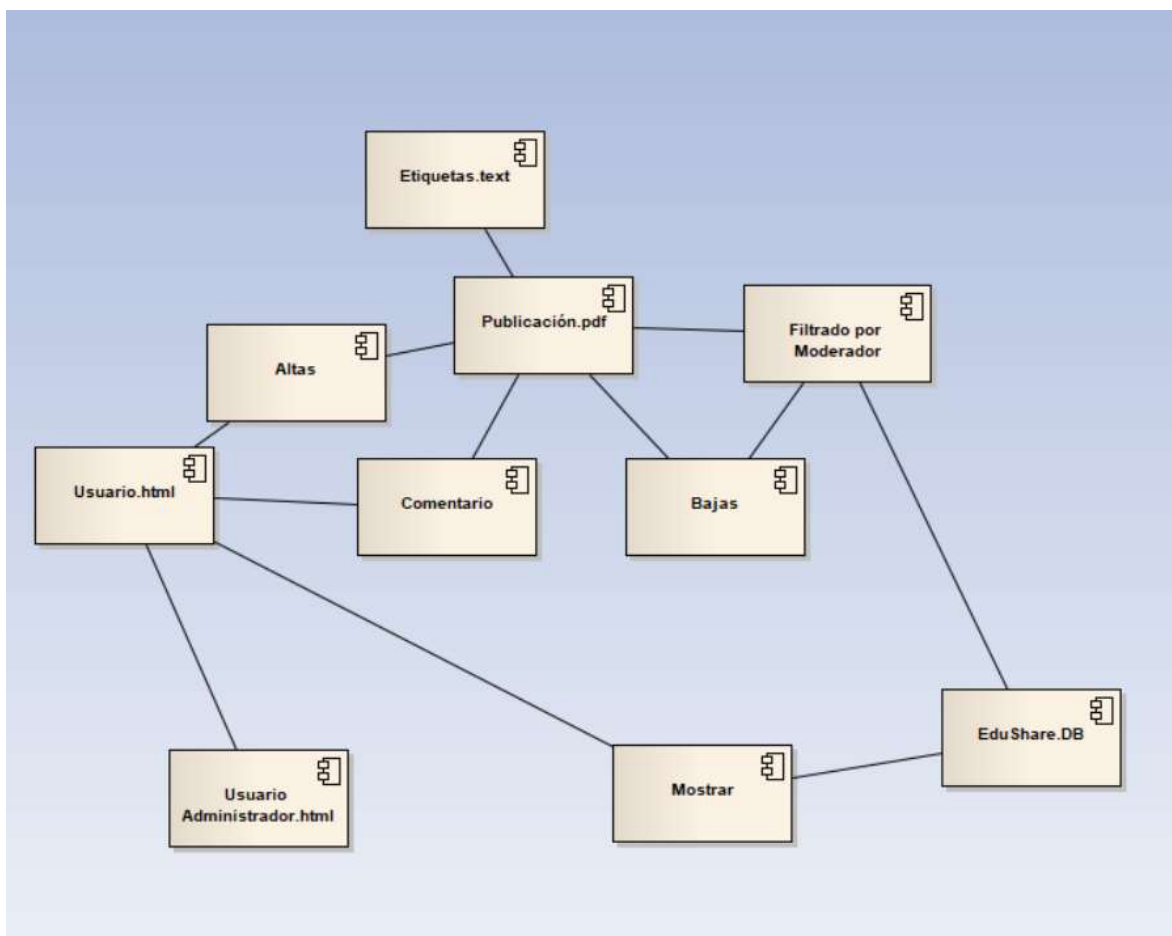 Etiquetas.text
Publicación.pdf
Filtrado por
Moderador
Altas
Usuario.html
Comentario
Bajas
EduShare.DB
Mostrar
Usuario
Administrador.html